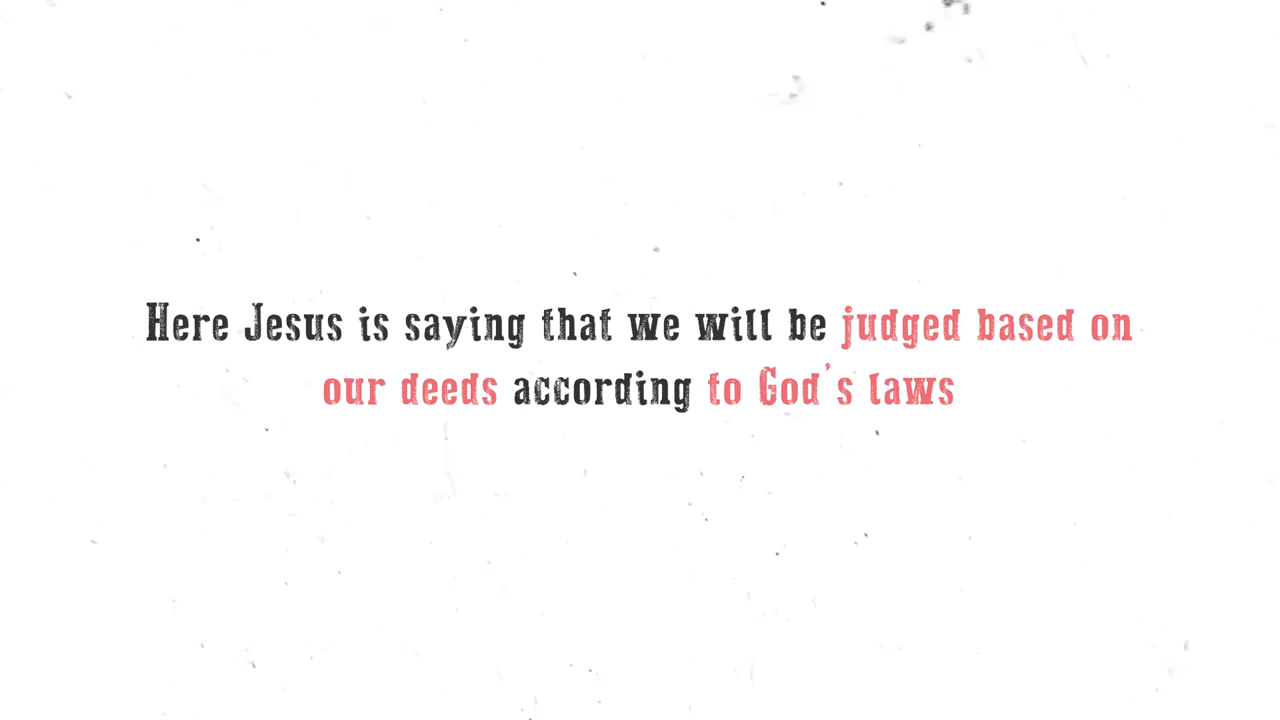 Here Jesus is saying that we will be judged based on
our deeds according to God's laws